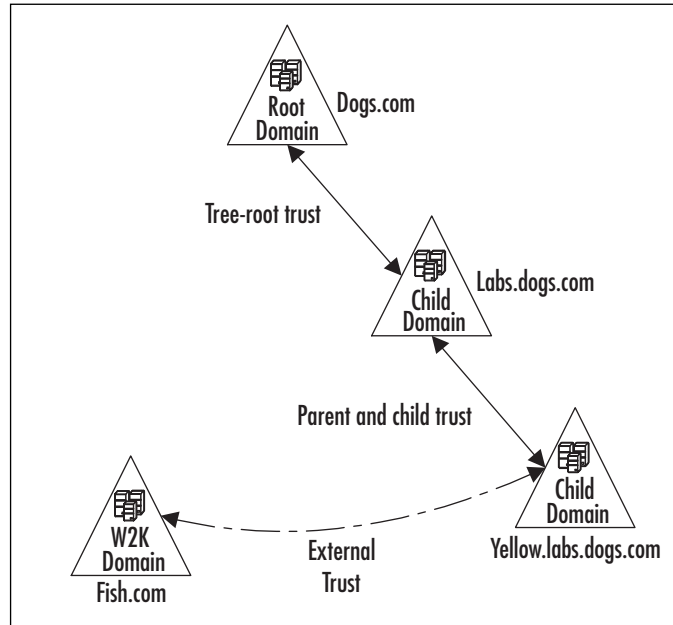 Root
Domain
Dogs.com
Tree-root trust
Child
Domain
Labs.dogs.com
Parent and child trust
Child
Domain
Yellow.labs.dogs.com
W2K
Domain
Fish.com
External
Trust